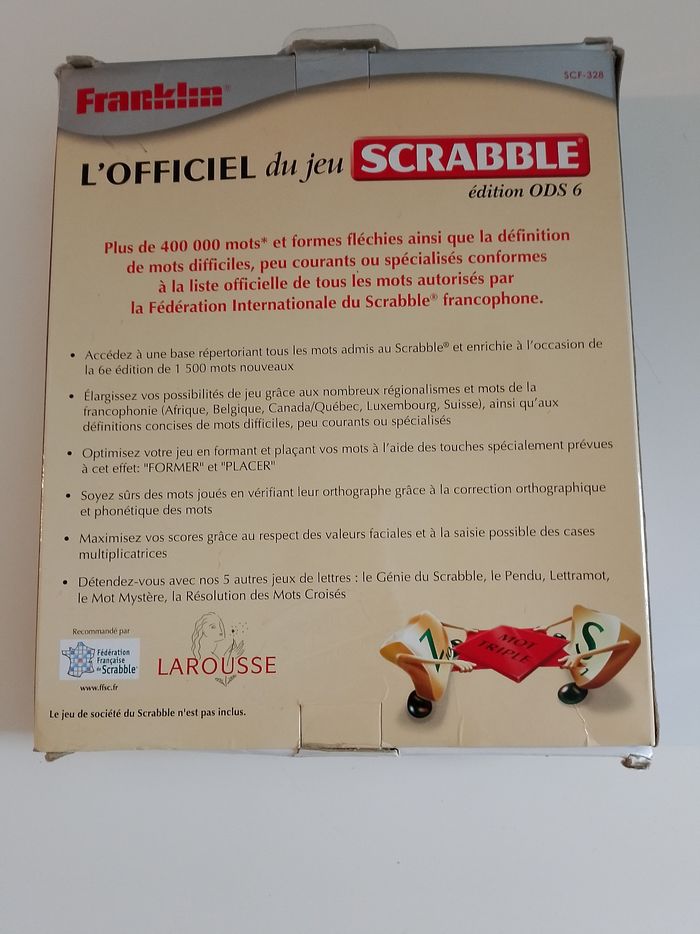 Franklin®
SCF-328
L'OFFICIEL du jeu SCRABBLE®
édition ODS 6
Plus de 400 000 mots* et formes fléchies ainsi que la définition
de mots difficiles, peu courants ou spécialisés conformes
à la liste officielle de tous les mots autorisés par
la Fédération Internationale du Scrabble® francophone.
• Accédez à une base répertoriant tous les mots admis au Scrabble® et enrichie à l'occasion de
la 6e édition de 1 500 mots nouveaux
• Élargissez vos possibilités de jeu grâce aux nombreux régionalismes et mots de la
francophonie (Afrique, Belgique, Canada/Québec, Luxembourg, Suisse), ainsi qu'aux
définitions concises de mots difficiles, peu courants ou spécialisés
• Optimisez votre jeu en formant et plaçant vos mots à l'aide des touches spécialement prévues
à cet effet: "FORMER" et "PLACER"
• Soyez sûrs des mots joués en vérifiant leur orthographe grâce à la correction orthographique
et phonétique des mots
• Maximisez vos scores grâce au respect des valeurs faciales et à la saisie possible des cases
multiplicatrices
• Détendez-vous avec nos 5 autres jeux de lettres : le Génie du Scrabble, le Pendu, Lettramot,
le Mot Mystère, la Résolution des Mots Croisés
Recommandé par
Fédération
Française
du Scrabble®
www.ffsc.fr
LAROUSSE
MOT
TRIPLE
S
Le jeu de société du Scrabble n'est pas inclus.